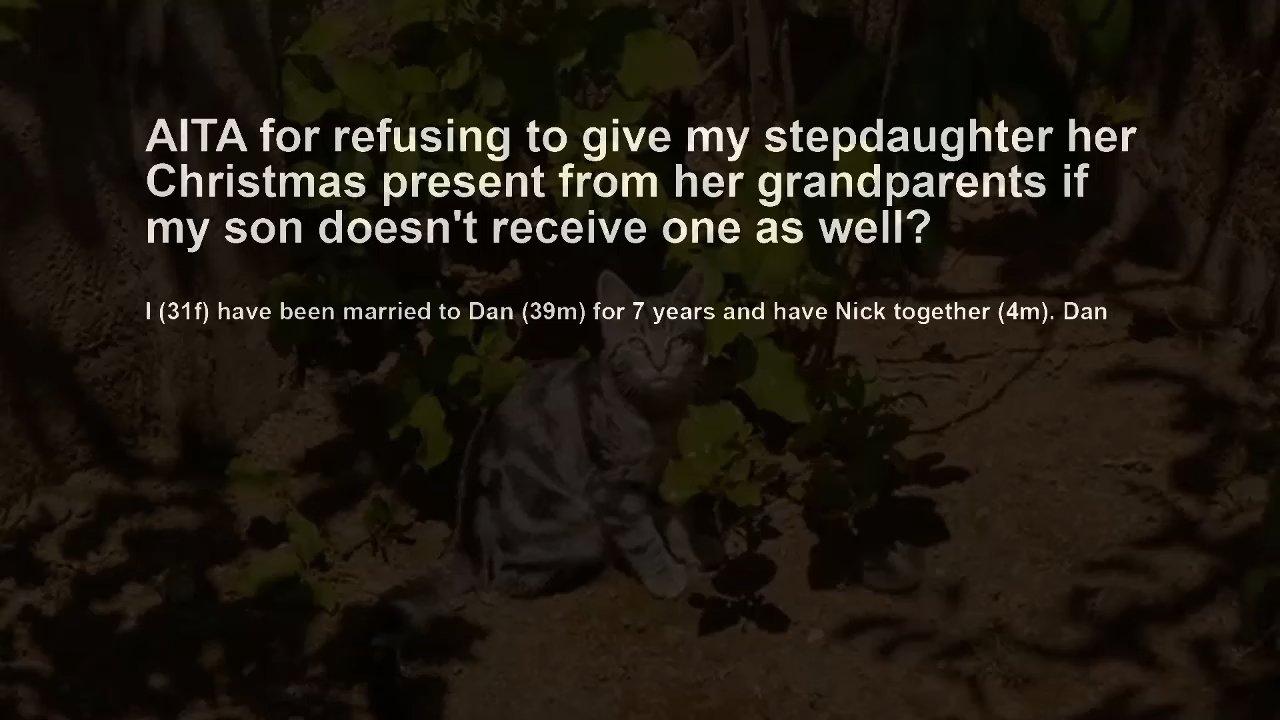 AITA for refusing to give my stepdaughter her
Christmas present from her grandparents if
my son doesn't receive one as well?
I (31f) have been married to Dan (39m) for 7 years and have Nick together (4m). Dan